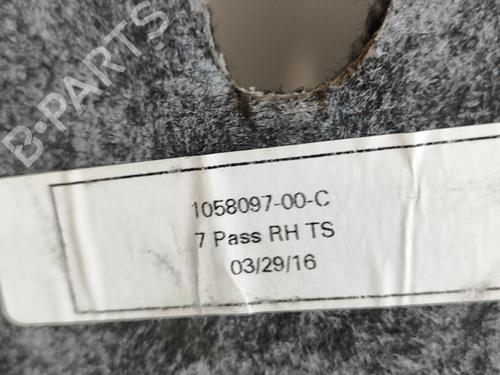 B-PARTS
1058097-00-C
7 Pass RH TS
03/29/16